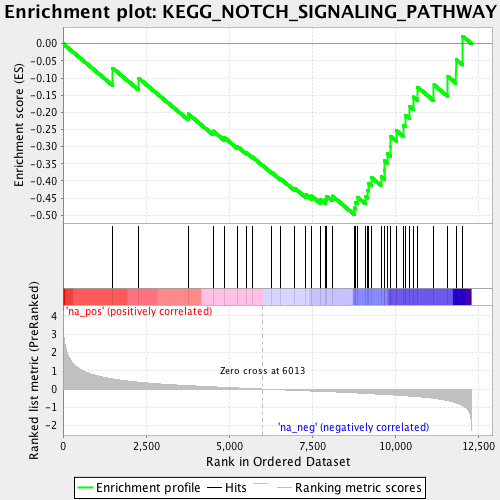 Enrichment plot: KEGG_NOTCH_SIGNALING_PATHWAY
Enrichment score (ES)
0.00
-0.05
-0.10
-0.15
-0.20
-0.25
-0.30
-0.35
-0.40
-0.45
-0.50
'na_pos' (positively correlated)
Ranked list metric (PreRanked)
4
3
2
1
0
-1
-2
Zero cross at 6013
'na_neg' (negatively correlated)
0
2,500
5,000
7,500
10,000
12,500
Rank in Ordered Dataset
Enrichment profile
Hits
Ranking metric scores